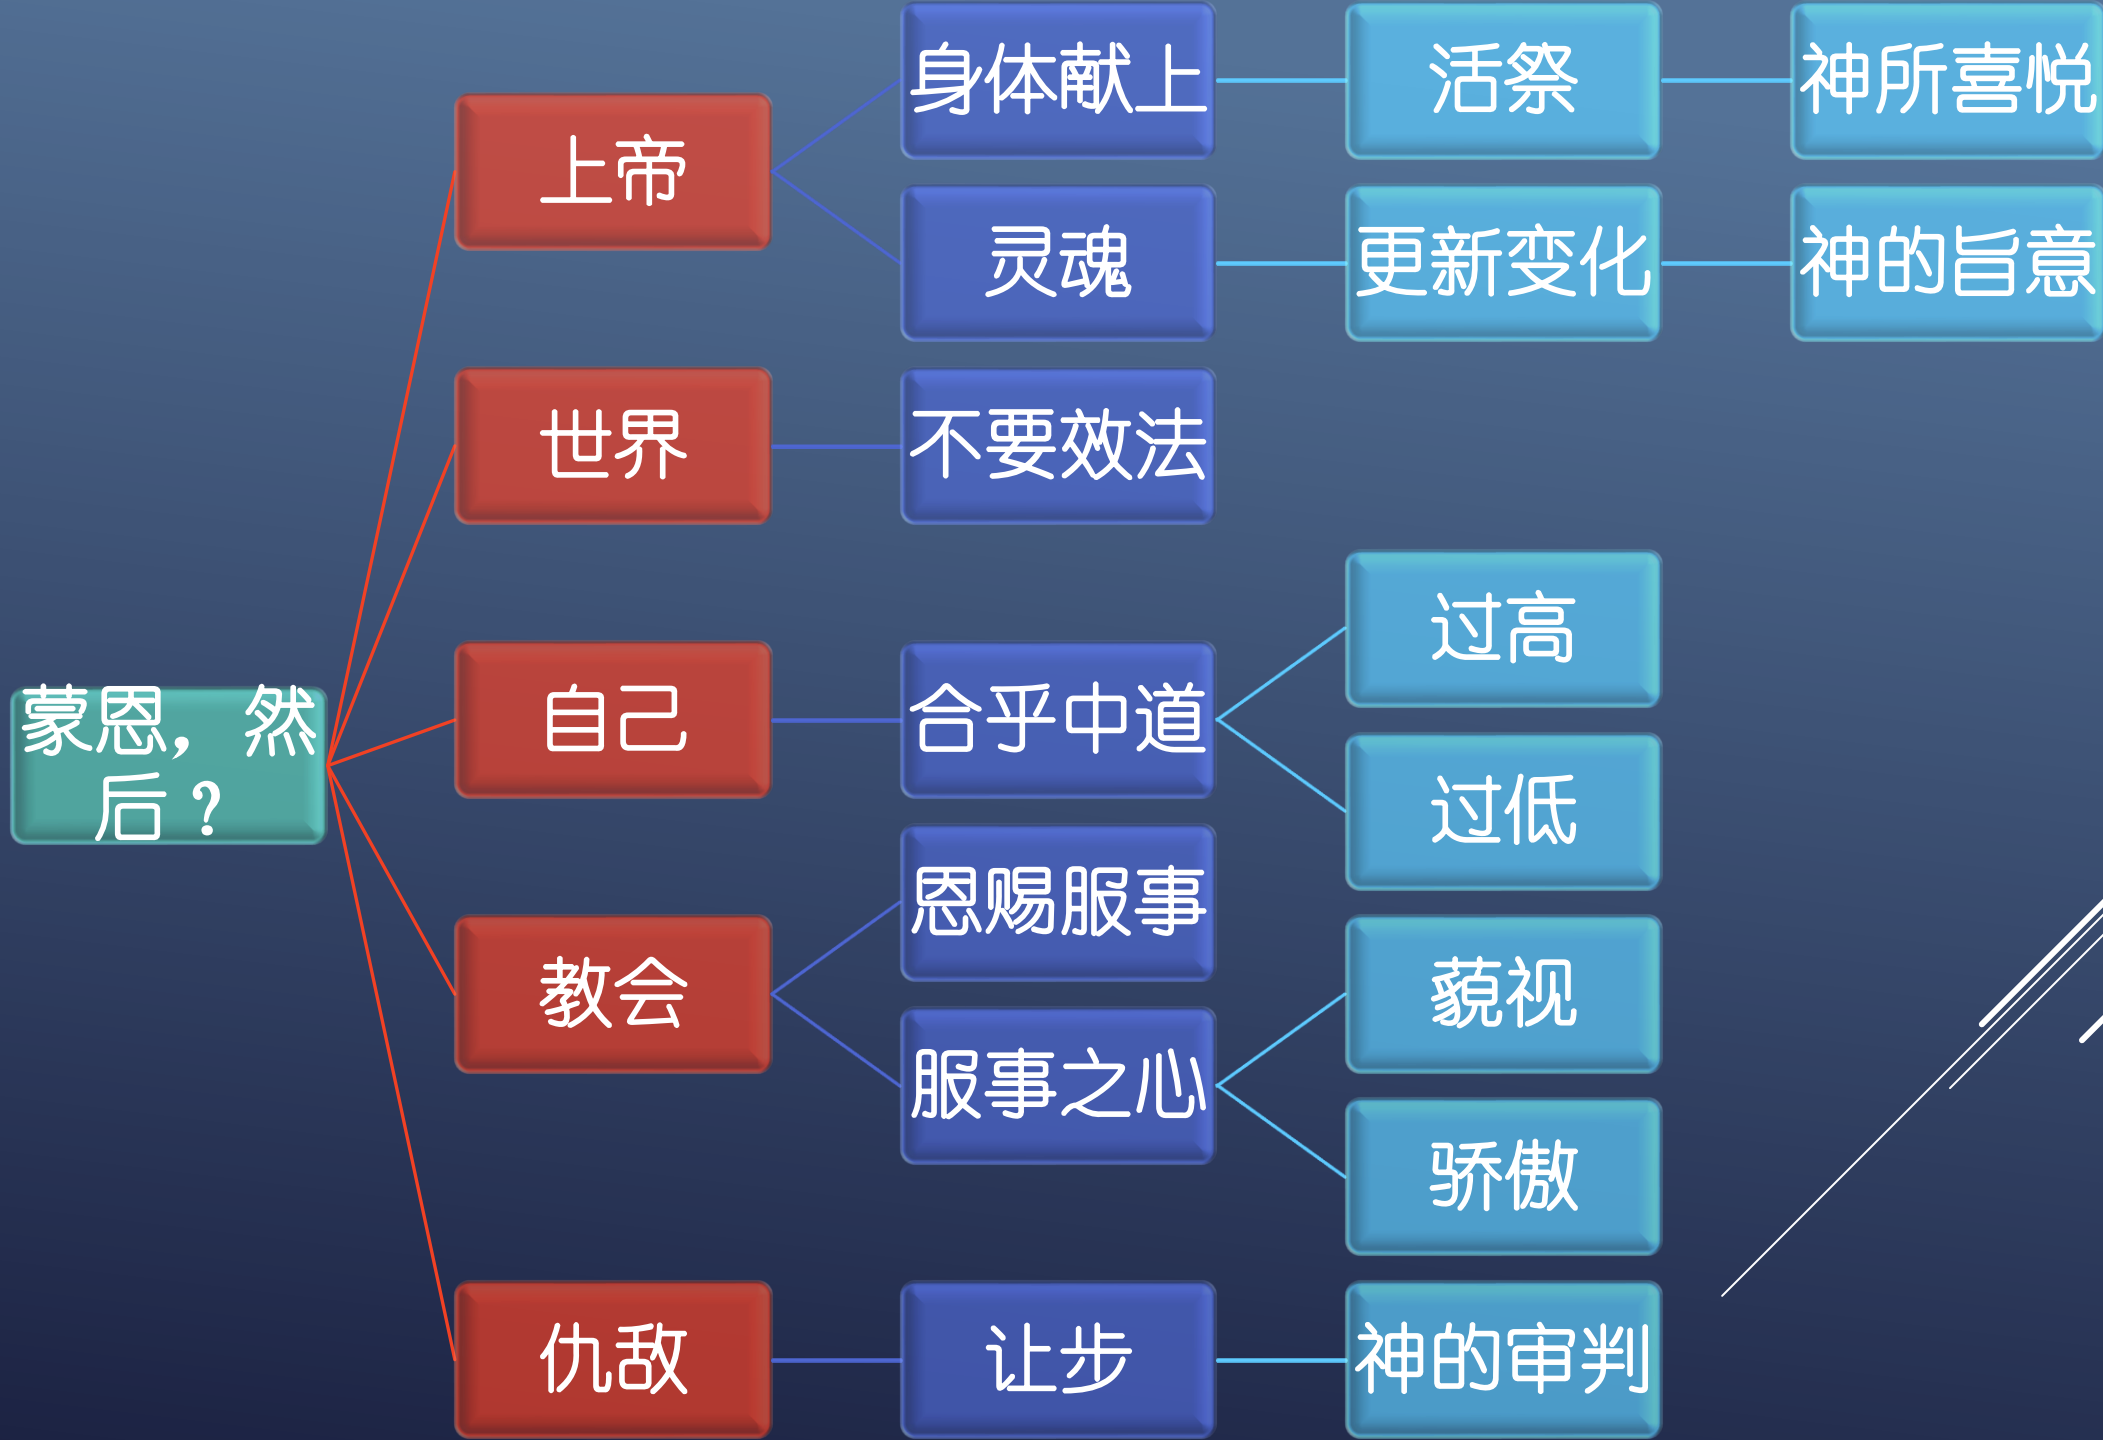 身体献上
活祭
神所喜悦
上帝
灵魂
更新变化
神的旨意
世界
不要效法
过高
自己
合乎中道
蒙恩，然
后？
过低
恩赐服事
教会
藐视
服事之心
骄傲
仇敌
让步
神的审判